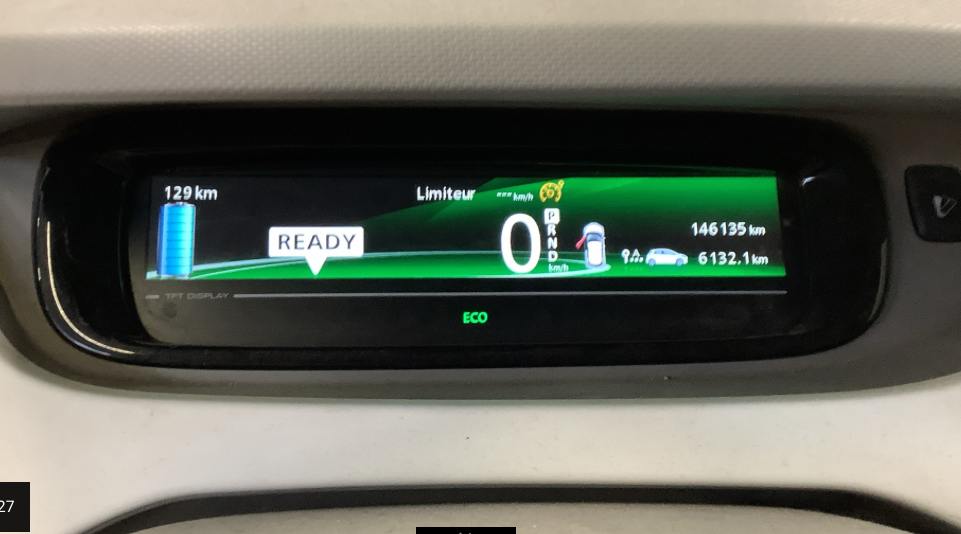 129 km
Limiteur --- km/h
READY
0
P
R
N
D
km/h
146135 km
6132.1 km
TFT DISPLAY
ECO
27